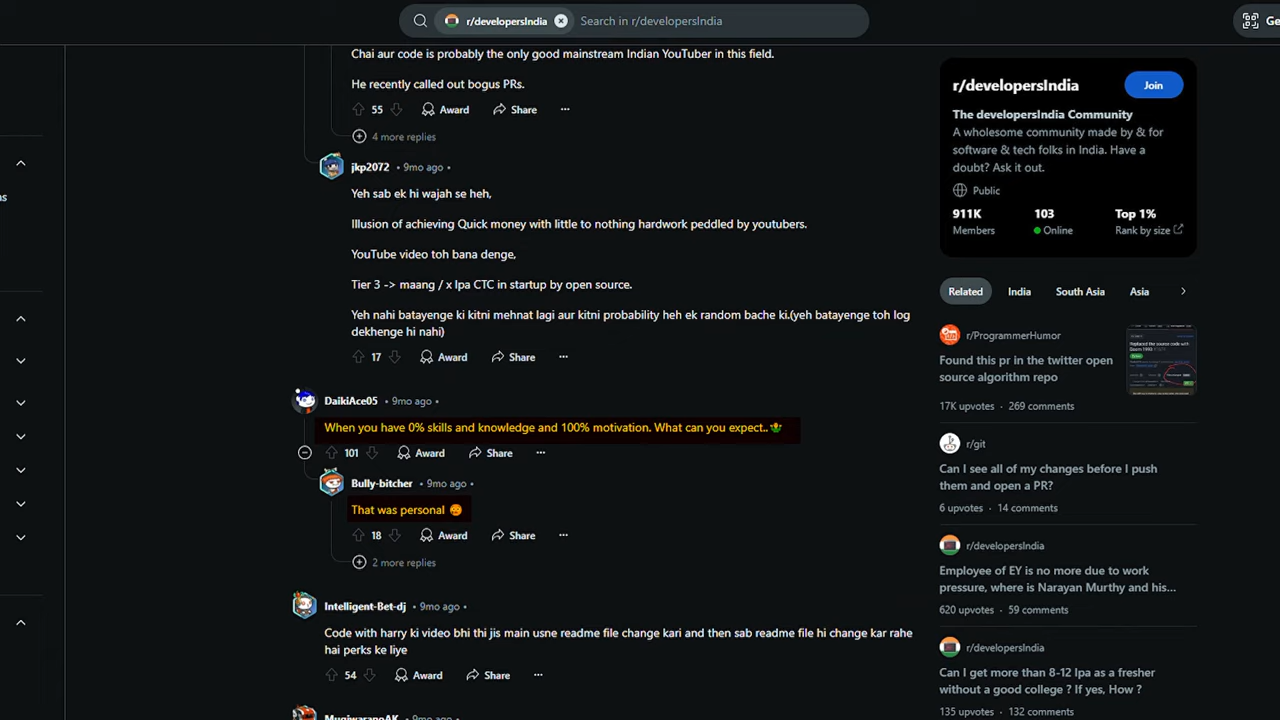 r/developersIndia
Search in r/developersIndia
Ge
Chai aur code is probably the only good mainstream Indian YouTuber in this field.
He recently called out bogus PRs.
55 Award Share
4 more replies
jkp2072 • 9mo ago •
Yeh sab ek hi wajah se heh,
Illusion of achieving Quick money with little to nothing hardwork peddled by youtubers.
YouTube video toh bana denge,
Tier 3 -> maang / x lpa CTC in startup by open source.
Yeh nahi batayenge ki kitni mehnat lagi aur kitni probability heh ek random bache ki.(yeh batayenge toh log
dekhenge hi nahi)
17 Award Share
DaikiAce05 • 9mo ago •
When you have 0% skills and knowledge and 100% motivation. What can you expect..
101 Award Share
Bully-bitcher • 9mo ago •
That was personal
18 Award Share
2 more replies
Intelligent-Bet-dj • 9mo ago •
Code with harry ki video bhi thi jis main usne readme file change kari and then sab readme file hi change kar rahe
hai perks ke liye
54 Award Share
MugiwaranoAK • 9mo ago •
r/developersIndia
Join
The developersIndia Community
A wholesome community made by & for
software & tech folks in India. Have a
doubt? Ask it out.
Public
911K 103 Top 1%
Members Online Rank by size
Related India South Asia Asia
r/ProgrammerHumor
Found this pr in the twitter open
source algorithm repo
17K upvotes • 269 comments
r/git
Can I see all of my changes before I push
them and open a PR?
6 upvotes • 14 comments
r/developersIndia
Employee of EY is no more due to work
pressure, where is Narayan Murthy and his...
620 upvotes • 59 comments
r/developersIndia
Can I get more than 8-12 lpa as a fresher
without a good college ? If yes, How ?
135 upvotes • 132 comments